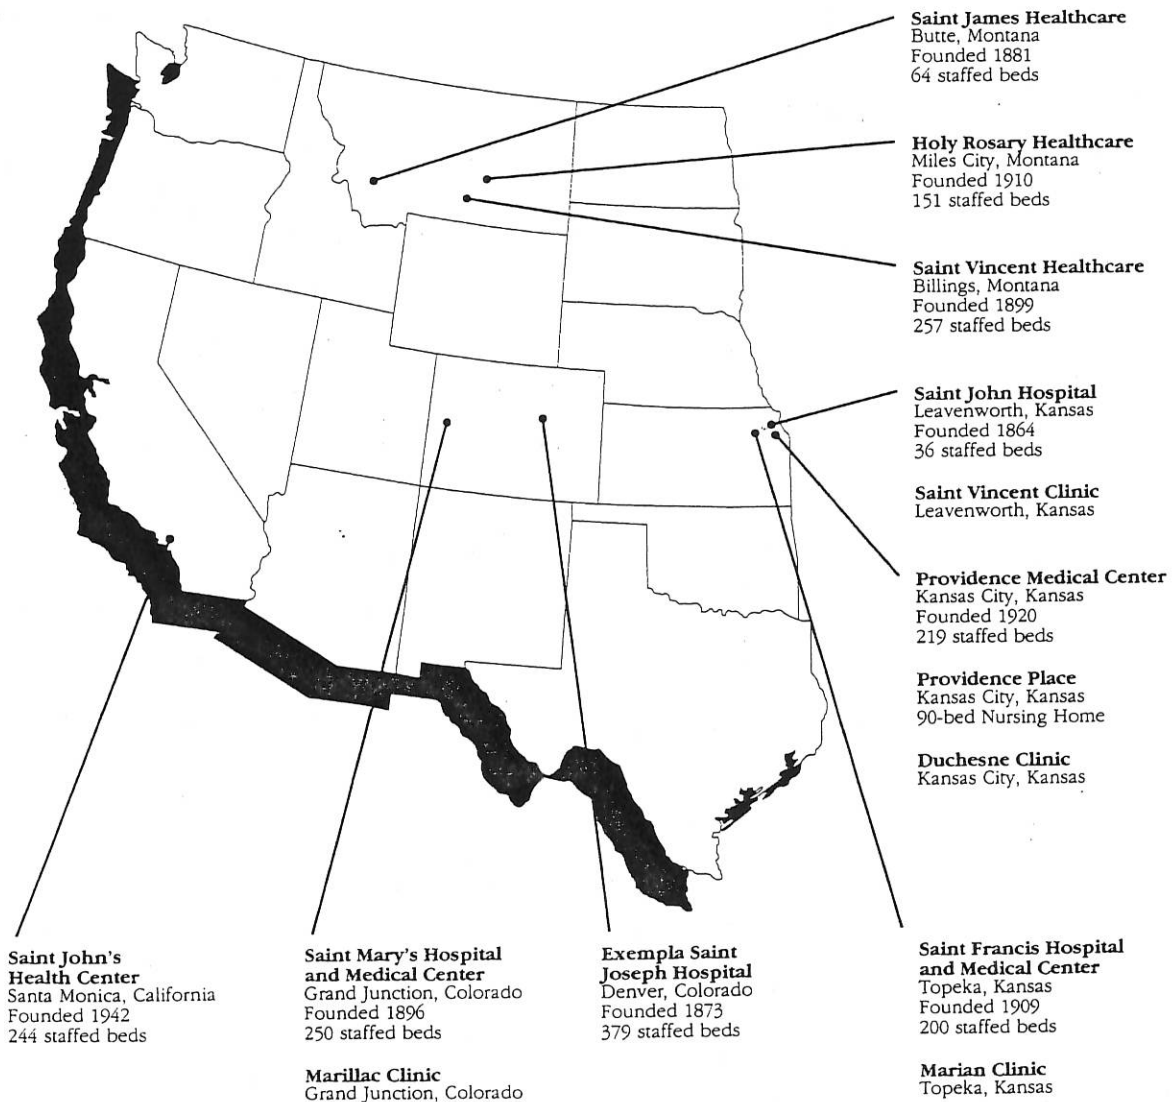 Saint James Healthcare
Butte, Montana
Founded 1881
64 staffed beds
Holy Rosary Healthcare
Miles City, Montana
Founded 1910
151 staffed beds
Saint Vincent Healthcare
Billings, Montana
Founded 1899
257 staffed beds
Saint John Hospital
Leavenworth, Kansas
Founded 1864
36 staffed beds
Saint Vincent Clinic
Leavenworth, Kansas
Providence Medical Center
Kansas City, Kansas
Founded 1920
219 staffed beds
Providence Place
Kansas City, Kansas
90-bed Nursing Home
Duchesne Clinic
Kansas City, Kansas
Saint John's
Health Center
Santa Monica, California
Founded 1942
244 staffed beds
Saint Mary's Hospital
and Medical Center
Grand Junction, Colorado
Founded 1896
250 staffed beds
Marillac Clinic
Grand Junction, Colorado
Exempla Saint
Joseph Hospital
Denver, Colorado
Founded 1873
379 staffed beds
Saint Francis Hospital
and Medical Center
Topeka, Kansas
Founded 1909
200 staffed beds
Marian Clinic
Topeka, Kansas